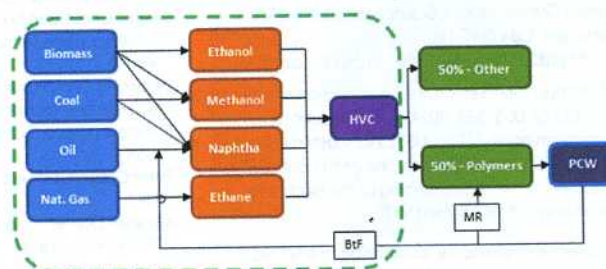 Biomass
Ethanol
50% - Other
Coal
Methanol
HVC
Oil
Naphtha
50% - Polymers
PCW
Nat. Gas
Ethane
MR
BtF